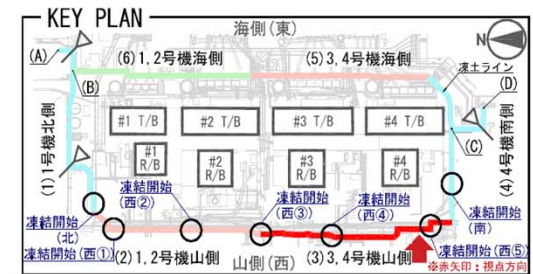 KEY PLAN
海側(東)
N
(A)
(6)1,2号機海側
(5)3,4号機海側
凍土ライン
(B)
(D)
#1 T/B
#2 T/B
#3 T/B
#4 T/B
(1)1号機北側
(C)
(4)4号機南側
#1
R/B
#2
R/B
#3
R/B
#4
R/B
凍結開始
(西②)
凍結開始
(西③)
凍結開始
(西④)
凍結開始
(南)
凍結開始
(北)
凍結開始(西①)
(2)1,2号機山側
(3)3,4号機山側
凍結開始(西⑤)
山側(西)
※赤矢印:視点方向